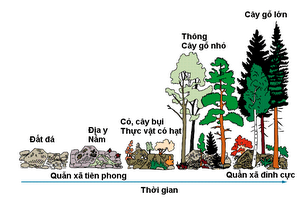 Đất đá
Địa y
Nấm
Cỏ, cây bụi
Thực vật có hạt
Thông
Cây gỗ nhỏ
Cây gỗ lớn
Quần xã tiên phong
Quần xã đỉnh cực
Thời gian